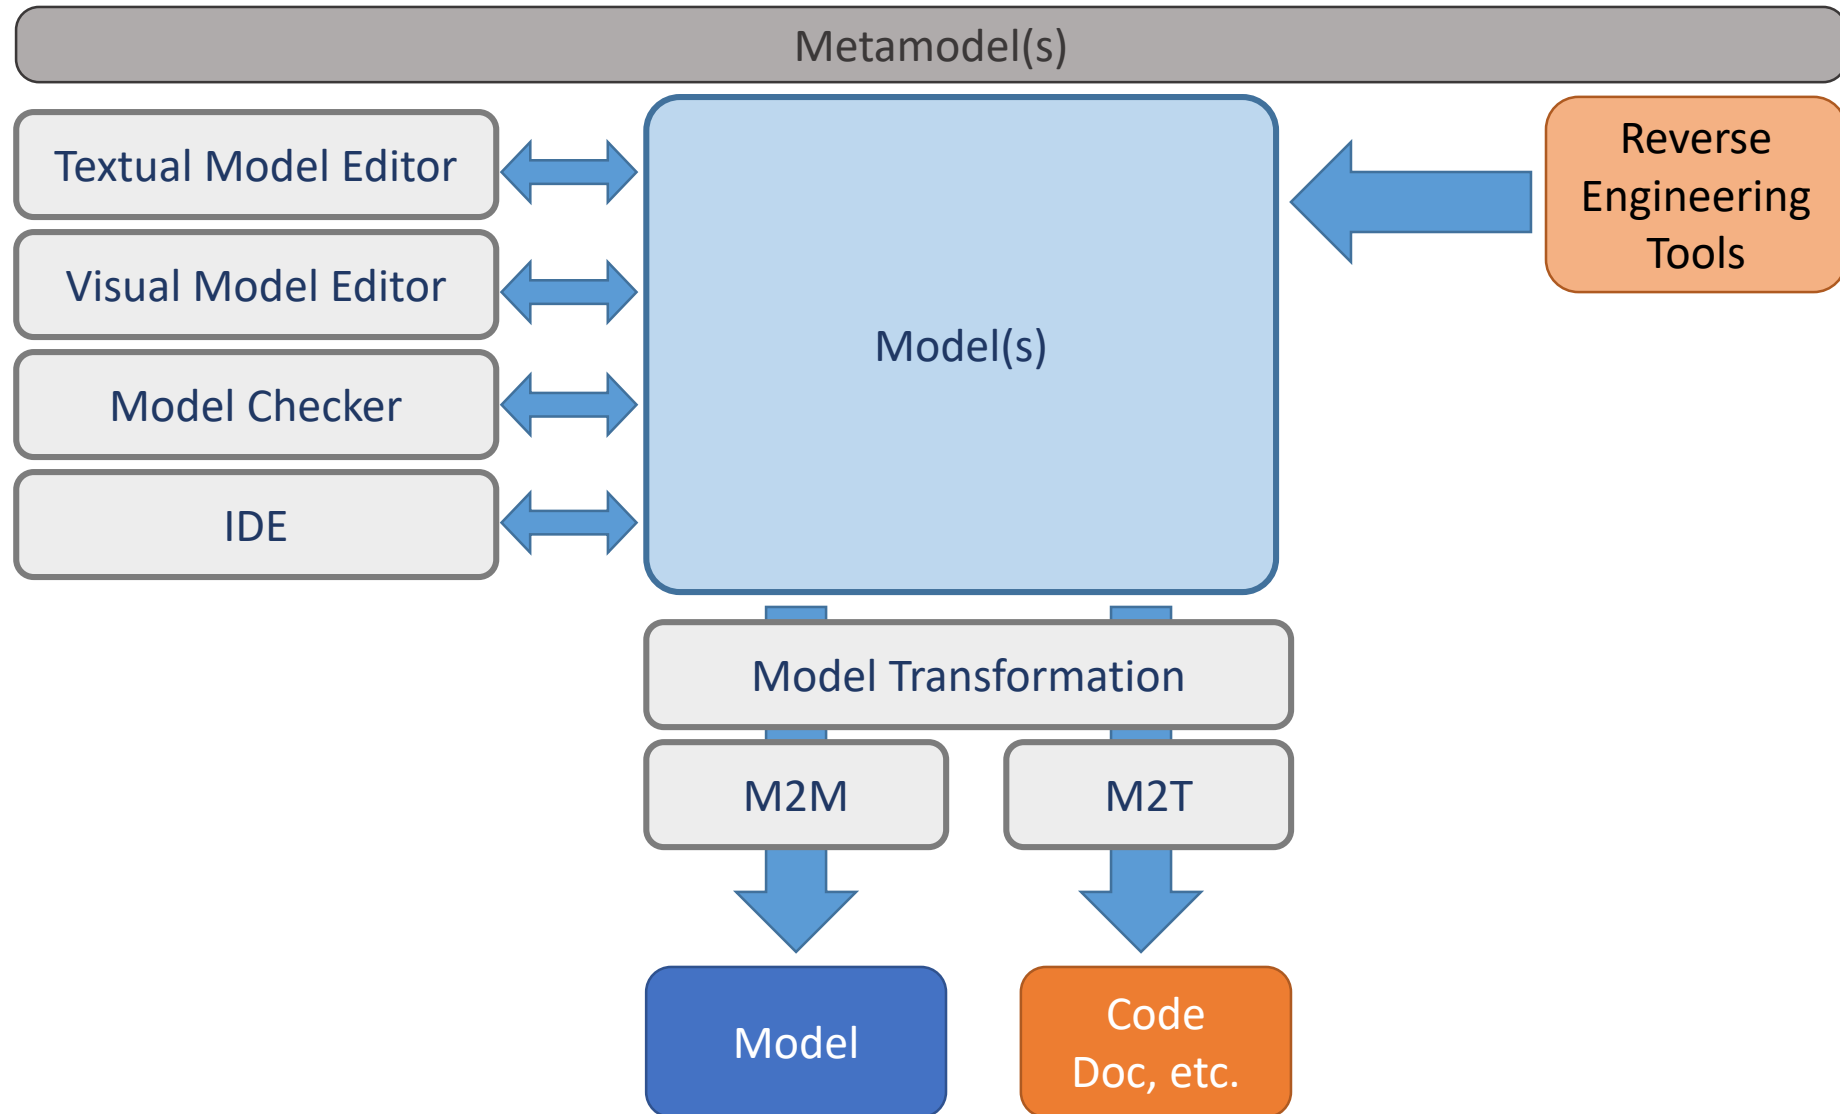 Metamodel(s)
Textual Model Editor
Visual Model Editor
Model Checker
IDE
Model(s)
Reverse
Engineering
Tools
Model Transformation
M2M
M2T
Model
Code
Doc, etc.